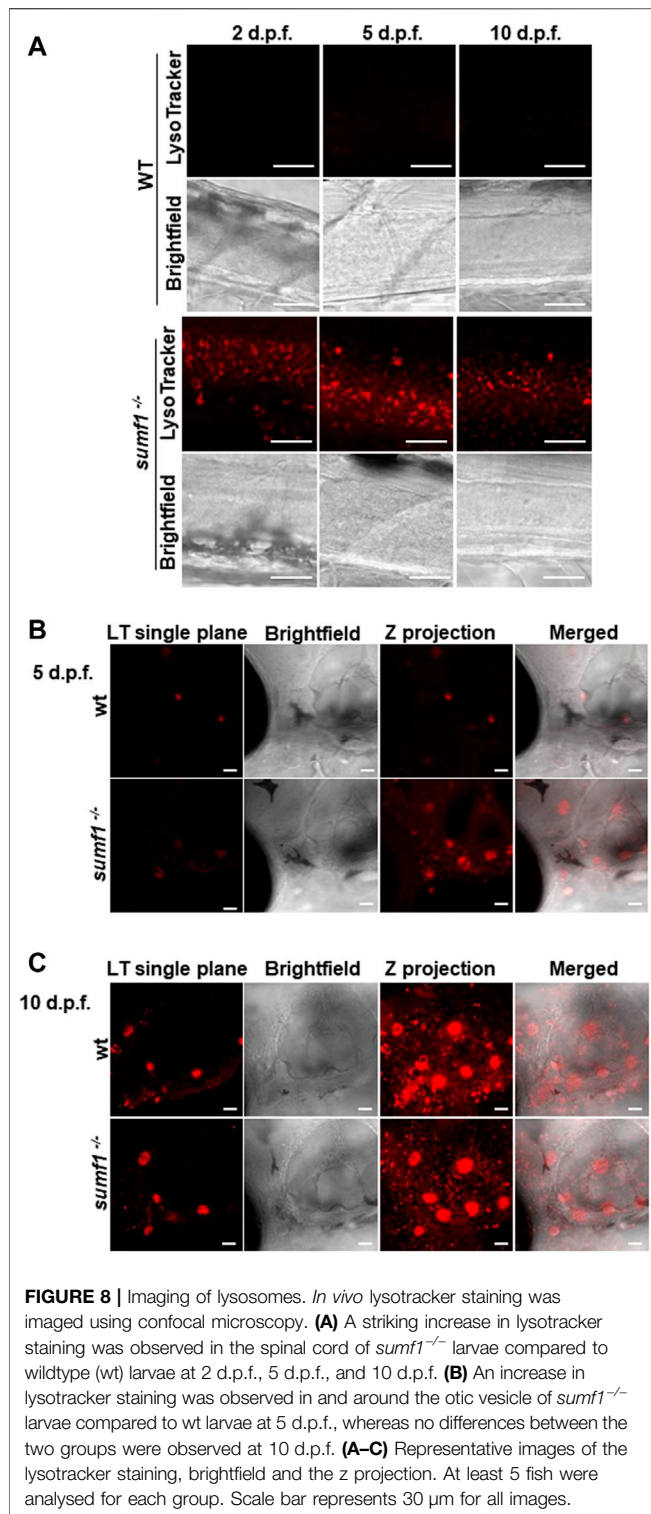 A
2 d.p.f. 5 d.p.f. 10 d.p.f.
WT
LysoTracker
Brightfield
sumf1 -/-
LysoTracker
Brightfield
B
LT single plane Brightfield Z projection Merged
5 d.p.f.
wt
sumf1 -/-
C
LT single plane Brightfield Z projection Merged
10 d.p.f.
wt
sumf1 -/-
FIGURE 8 | Imaging of lysosomes. In vivo lysotracker staining was
imaged using confocal microscopy. (A) A striking increase in lysotracker
staining was observed in the spinal cord of sumf1−/− larvae compared to
wildtype (wt) larvae at 2 d.p.f., 5 d.p.f., and 10 d.p.f. (B) An increase in
lysotracker staining was observed in and around the otic vesicle of sumf1−/−
larvae compared to wt larvae at 5 d.p.f., whereas no differences between the
two groups were observed at 10 d.p.f. (A–C) Representative images of the
lysotracker staining, brightfield and the z projection. At least 5 fish were
analysed for each group. Scale bar represents 30 µm for all images.